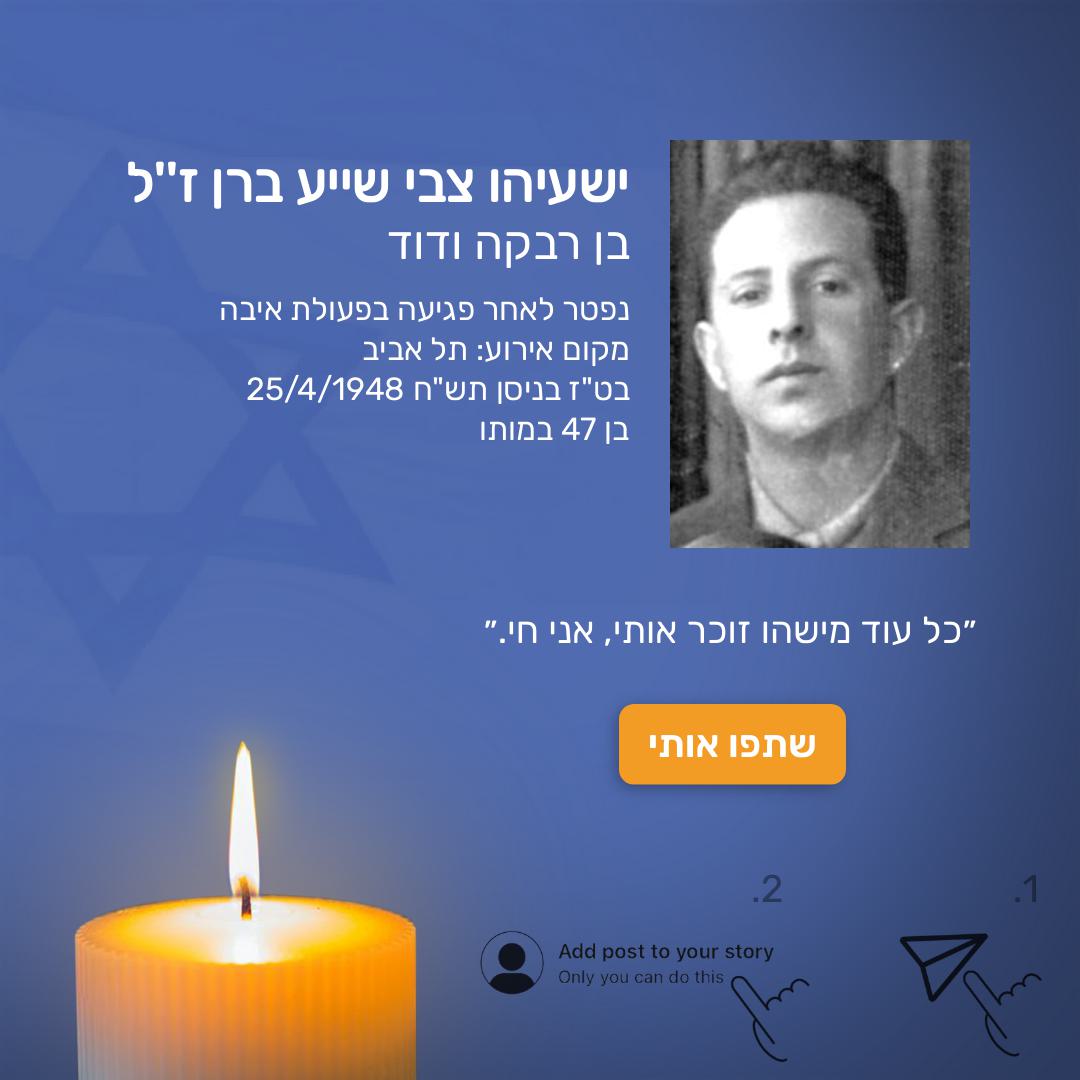 ישעיהו צבי שייע ברן ז"ל
בן רבקה ודוד
נפטר לאחר פגיעה בפעולת איבה
מקום אירוע: תל אביב
בט"ז בניסן תש"ח 25/4/1948
בן 47 במותו
״כל עוד מישהו זוכר אותי, אני חי.״
שתפו אותי
1.
2.
Add post to your story
Only you can do this